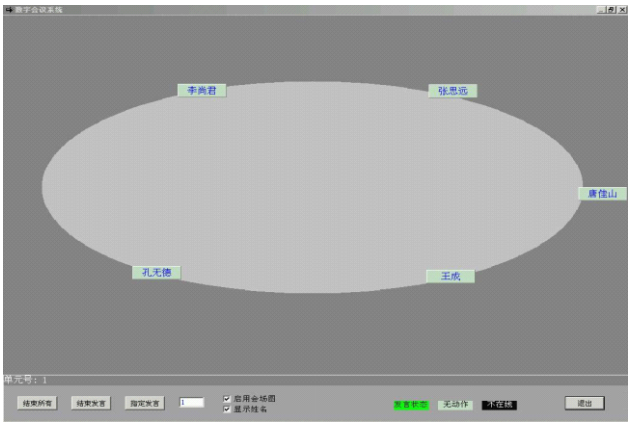 数字会议系统
李尚君
张思远
唐佳山
孔无德
王成
单元号: 1
结束所有
结束发言
指定发言
1
启用会场图
显示姓名
发言状态
无动作
不在线
退出